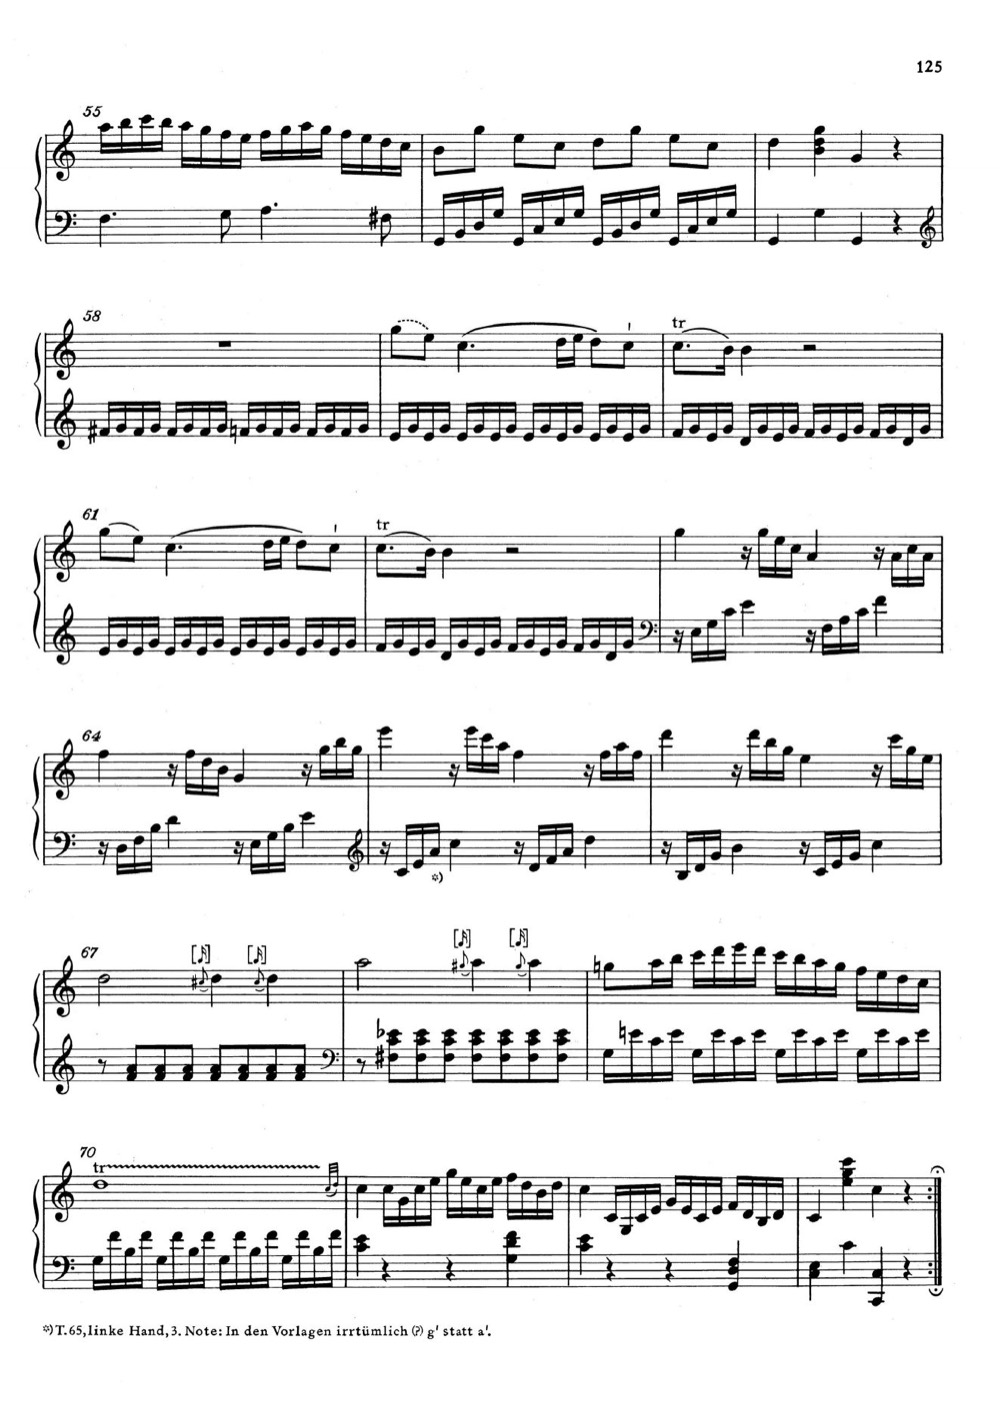 125
55
58
tr
61
tr
64
*)
67
70
tr
*) T. 65, linke Hand, 3. Note: In den Vorlagen irrtümlich (?) g' statt a'.